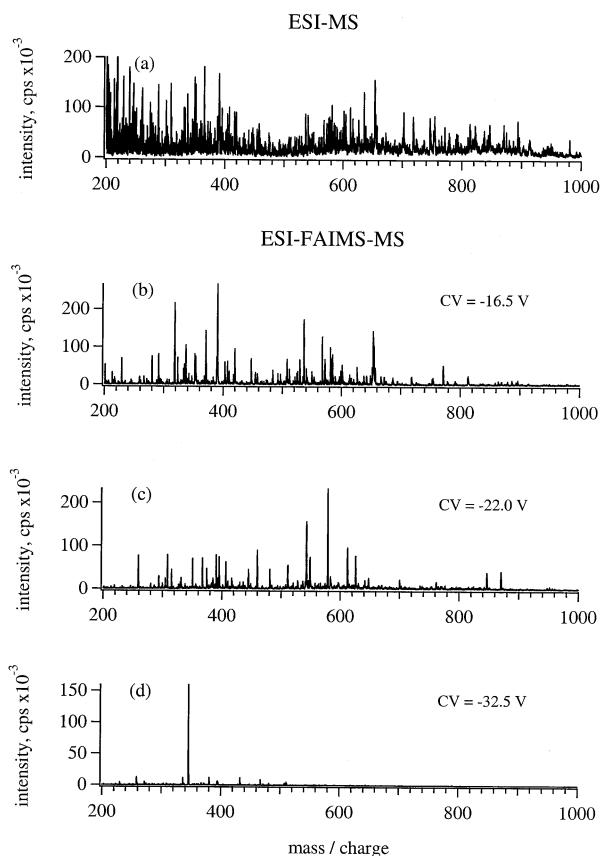 ESI-MS
intensity, cps x10⁻³
200
100
0
(a)
200 400 600 800 1000
ESI-FAIMS-MS
intensity, cps x10⁻³
200
100
0
(b)
CV = -16.5 V
200 400 600 800 1000
intensity, cps x10⁻³
200
100
0
(c)
CV = -22.0 V
200 400 600 800 1000
intensity, cps x10⁻³
150
100
50
0
(d)
CV = -32.5 V
200 400 600 800 1000
mass / charge